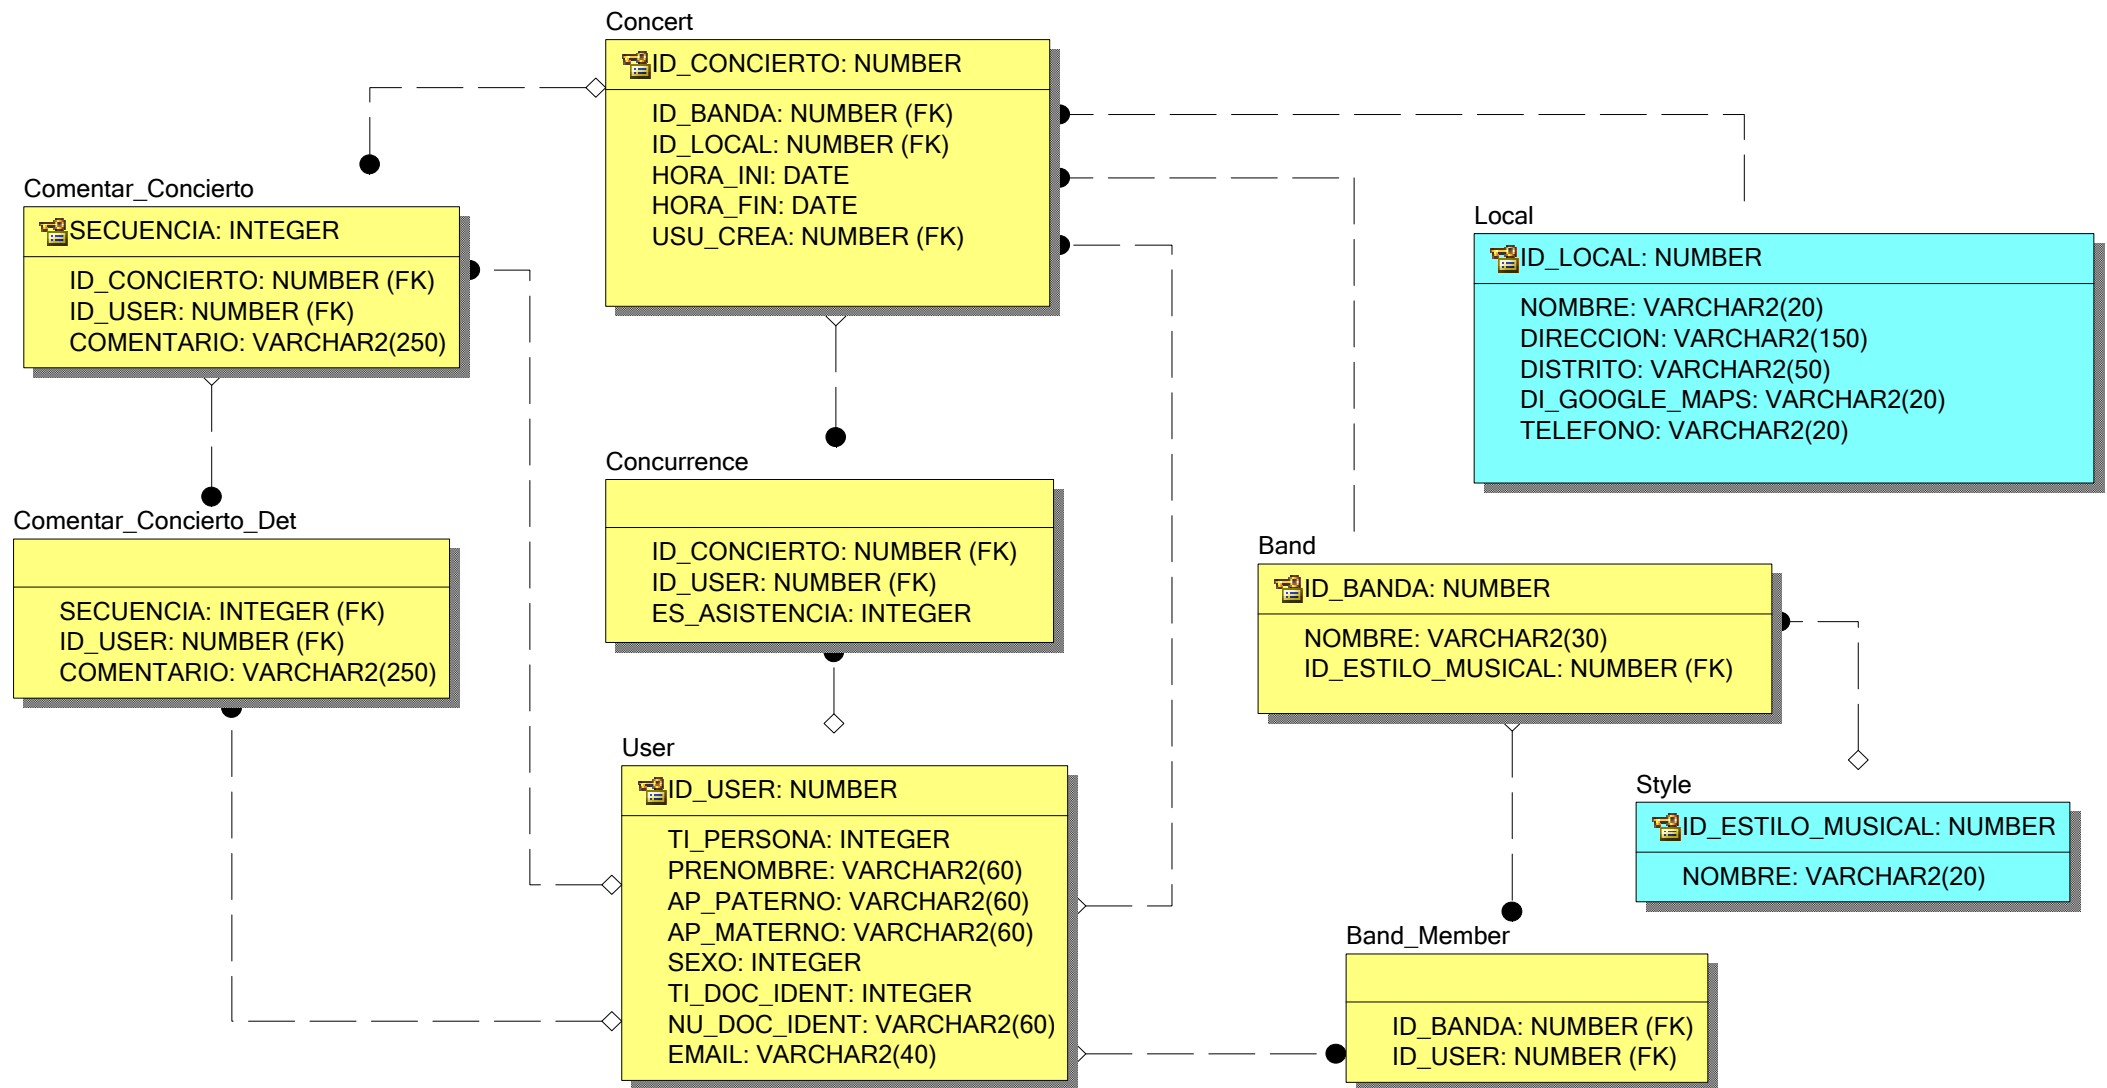 Concert
ID_CONCIERTO: NUMBER
ID_BANDA: NUMBER (FK)
ID_LOCAL: NUMBER (FK)
HORA_INI: DATE
HORA_FIN: DATE
USU_CREA: NUMBER (FK)
Comentar_Concierto
SECUENCIA: INTEGER
ID_CONCIERTO: NUMBER (FK)
ID_USER: NUMBER (FK)
COMENTARIO: VARCHAR2(250)
Local
ID_LOCAL: NUMBER
NOMBRE: VARCHAR2(20)
DIRECCION: VARCHAR2(150)
DISTRITO: VARCHAR2(50)
DI_GOOGLE_MAPS: VARCHAR2(20)
TELEFONO: VARCHAR2(20)
Concurrence
ID_CONCIERTO: NUMBER (FK)
ID_USER: NUMBER (FK)
ES_ASISTENCIA: INTEGER
Comentar_Concierto_Det
SECUENCIA: INTEGER (FK)
ID_USER: NUMBER (FK)
COMENTARIO: VARCHAR2(250)
Band
ID_BANDA: NUMBER
NOMBRE: VARCHAR2(30)
ID_ESTILO_MUSICAL: NUMBER (FK)
User
ID_USER: NUMBER
TI_PERSONA: INTEGER
PRENOMBRE: VARCHAR2(60)
AP_PATERNO: VARCHAR2(60)
AP_MATERNO: VARCHAR2(60)
SEXO: INTEGER
TI_DOC_IDENT: INTEGER
NU_DOC_IDENT: VARCHAR2(60)
EMAIL: VARCHAR2(40)
Style
ID_ESTILO_MUSICAL: NUMBER
NOMBRE: VARCHAR2(20)
Band_Member
ID_BANDA: NUMBER (FK)
ID_USER: NUMBER (FK)